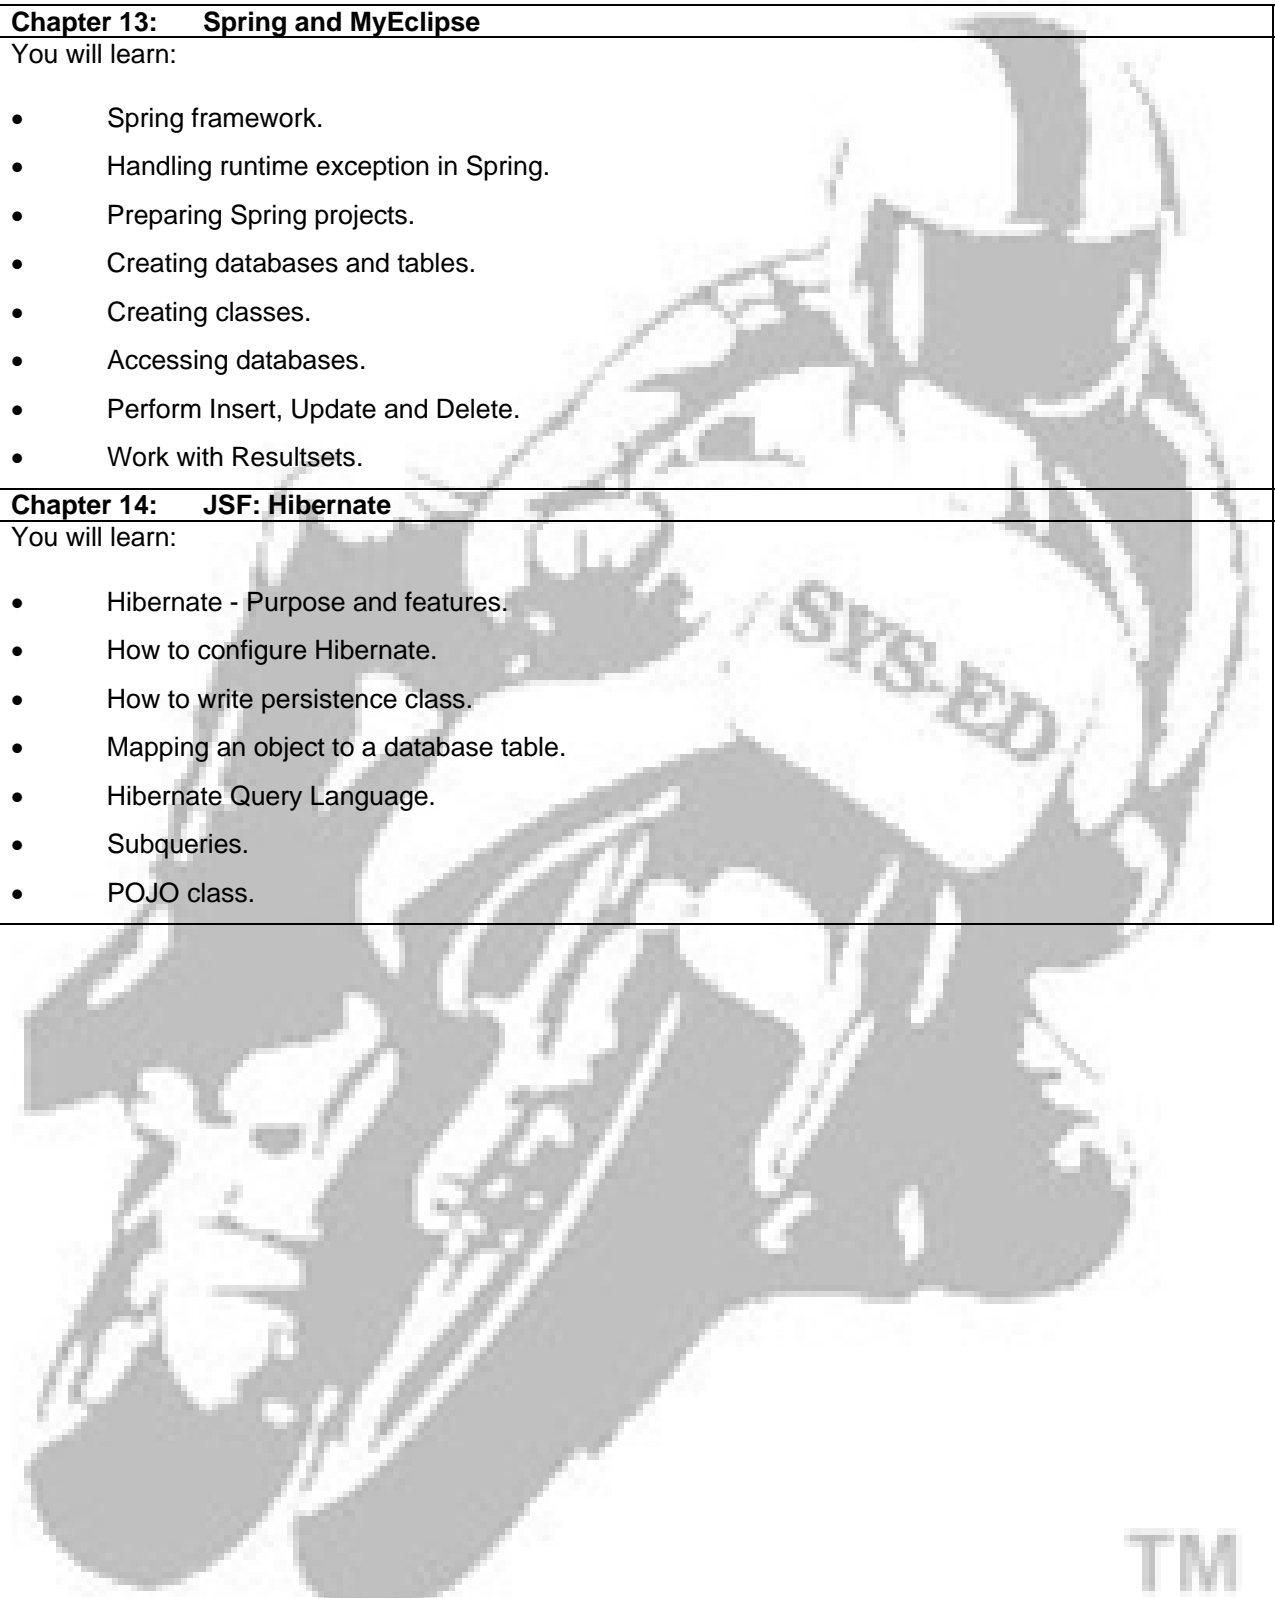 Chapter 13: Spring and MyEclipse
You will learn:
• Spring framework.
• Handling runtime exception in Spring.
• Preparing Spring projects.
• Creating databases and tables.
• Creating classes.
• Accessing databases.
• Perform Insert, Update and Delete.
• Work with Resultsets.
Chapter 14: JSF: Hibernate
You will learn:
• Hibernate - Purpose and features.
• How to configure Hibernate.
• How to write persistence class.
• Mapping an object to a database table.
• Hibernate Query Language.
• Subqueries.
• POJO class.
SYS-ED
TM